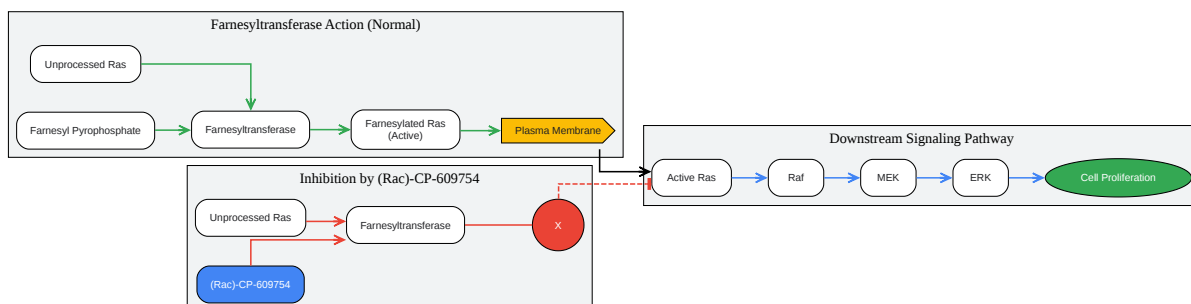 Farnesyltransferase Action (Normal)
Unprocessed Ras
Farnesyl Pyrophosphate
Farnesyltransferase
Farnesylated Ras
(Active)
Plasma Membrane
Inhibition by (Rac)-CP-609754
Unprocessed Ras
(Rac)-CP-609754
Farnesyltransferase
X
Downstream Signaling Pathway
Active Ras
Raf
MEK
ERK
Cell Proliferation